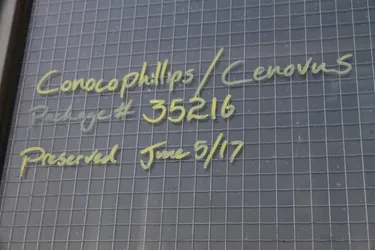 Conocophillips/Cenovus
Package # 35216
Preserved June 5/17